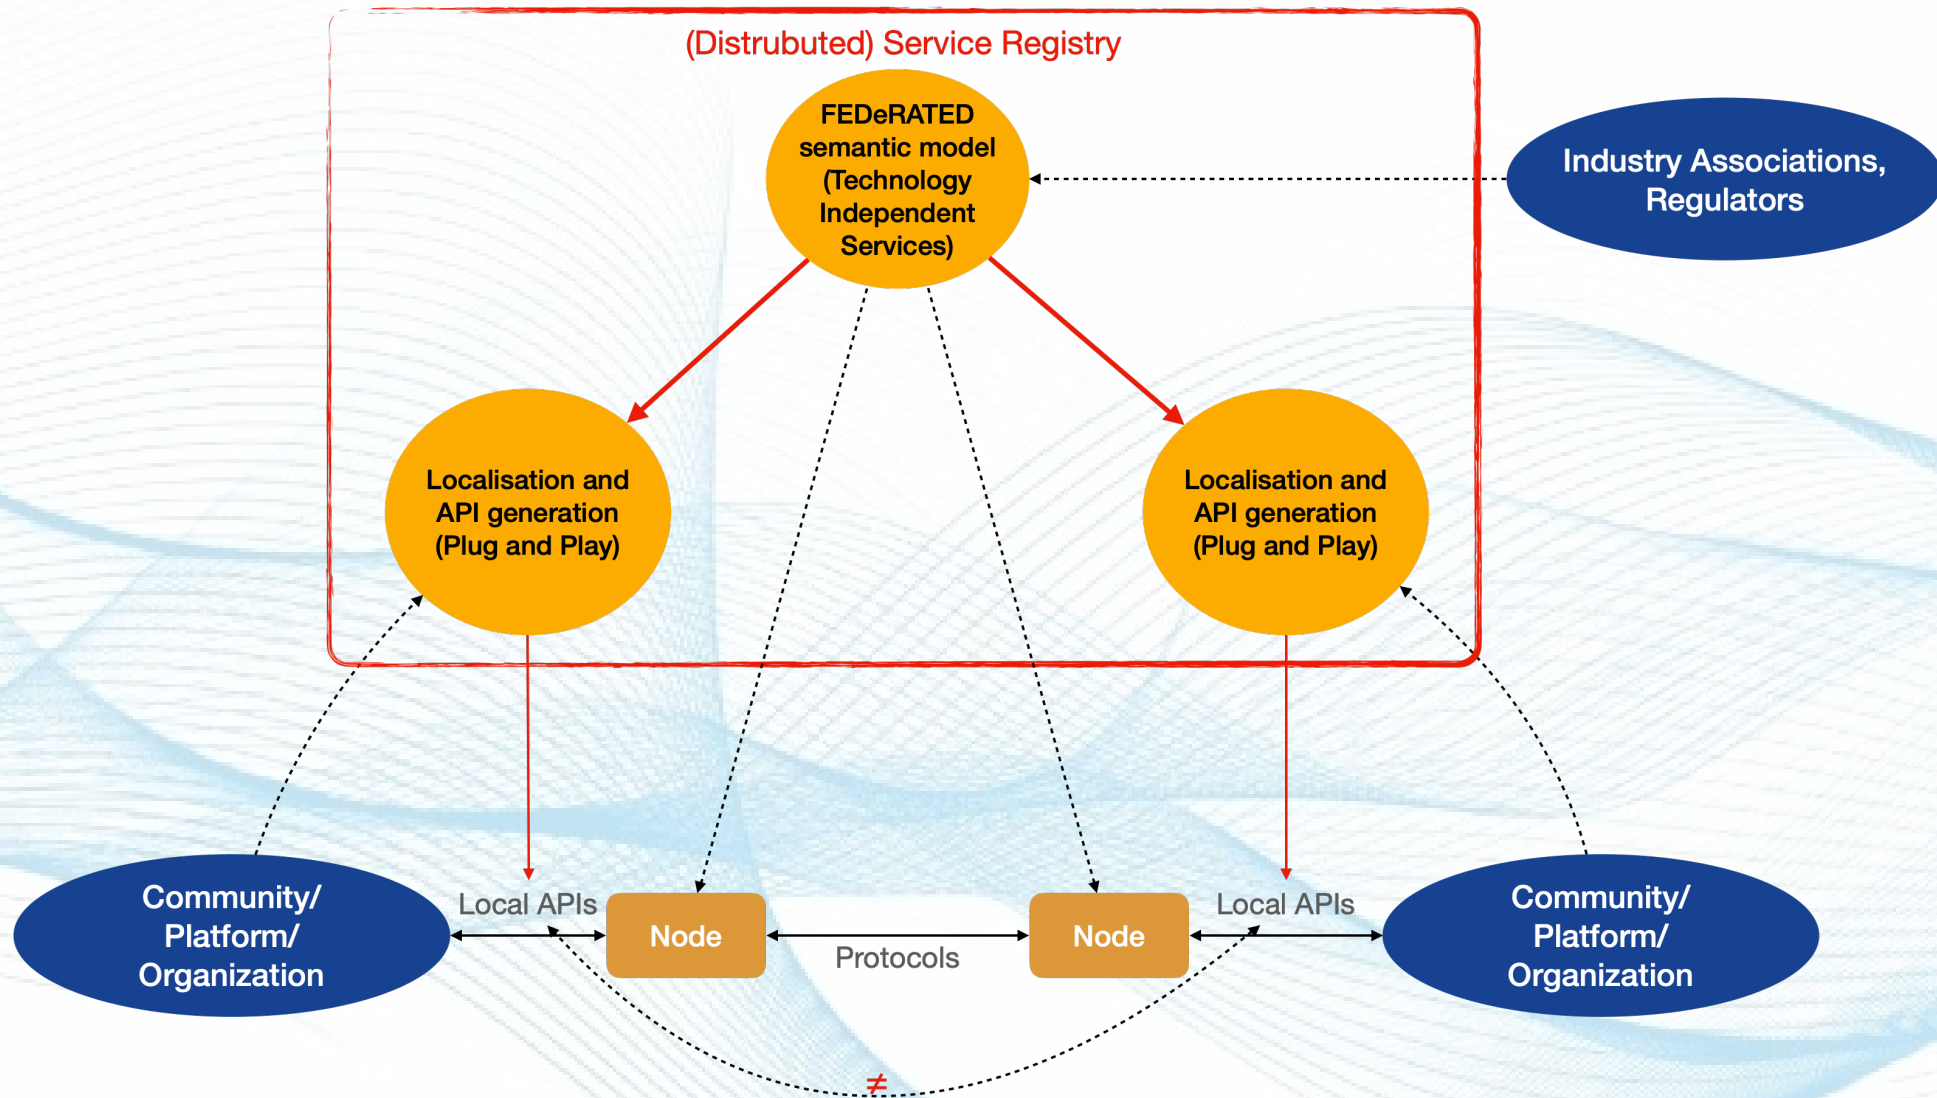 (Distrubuted) Service Registry
FEDeRATED
semantic model
(Technology
Independent
Services)
Industry Associations,
Regulators
Localisation and
API generation
(Plug and Play)
Localisation and
API generation
(Plug and Play)
Community/
Platform/
Organization
Local APIs
Node
Protocols
Node
Local APIs
Community/
Platform/
Organization
≠